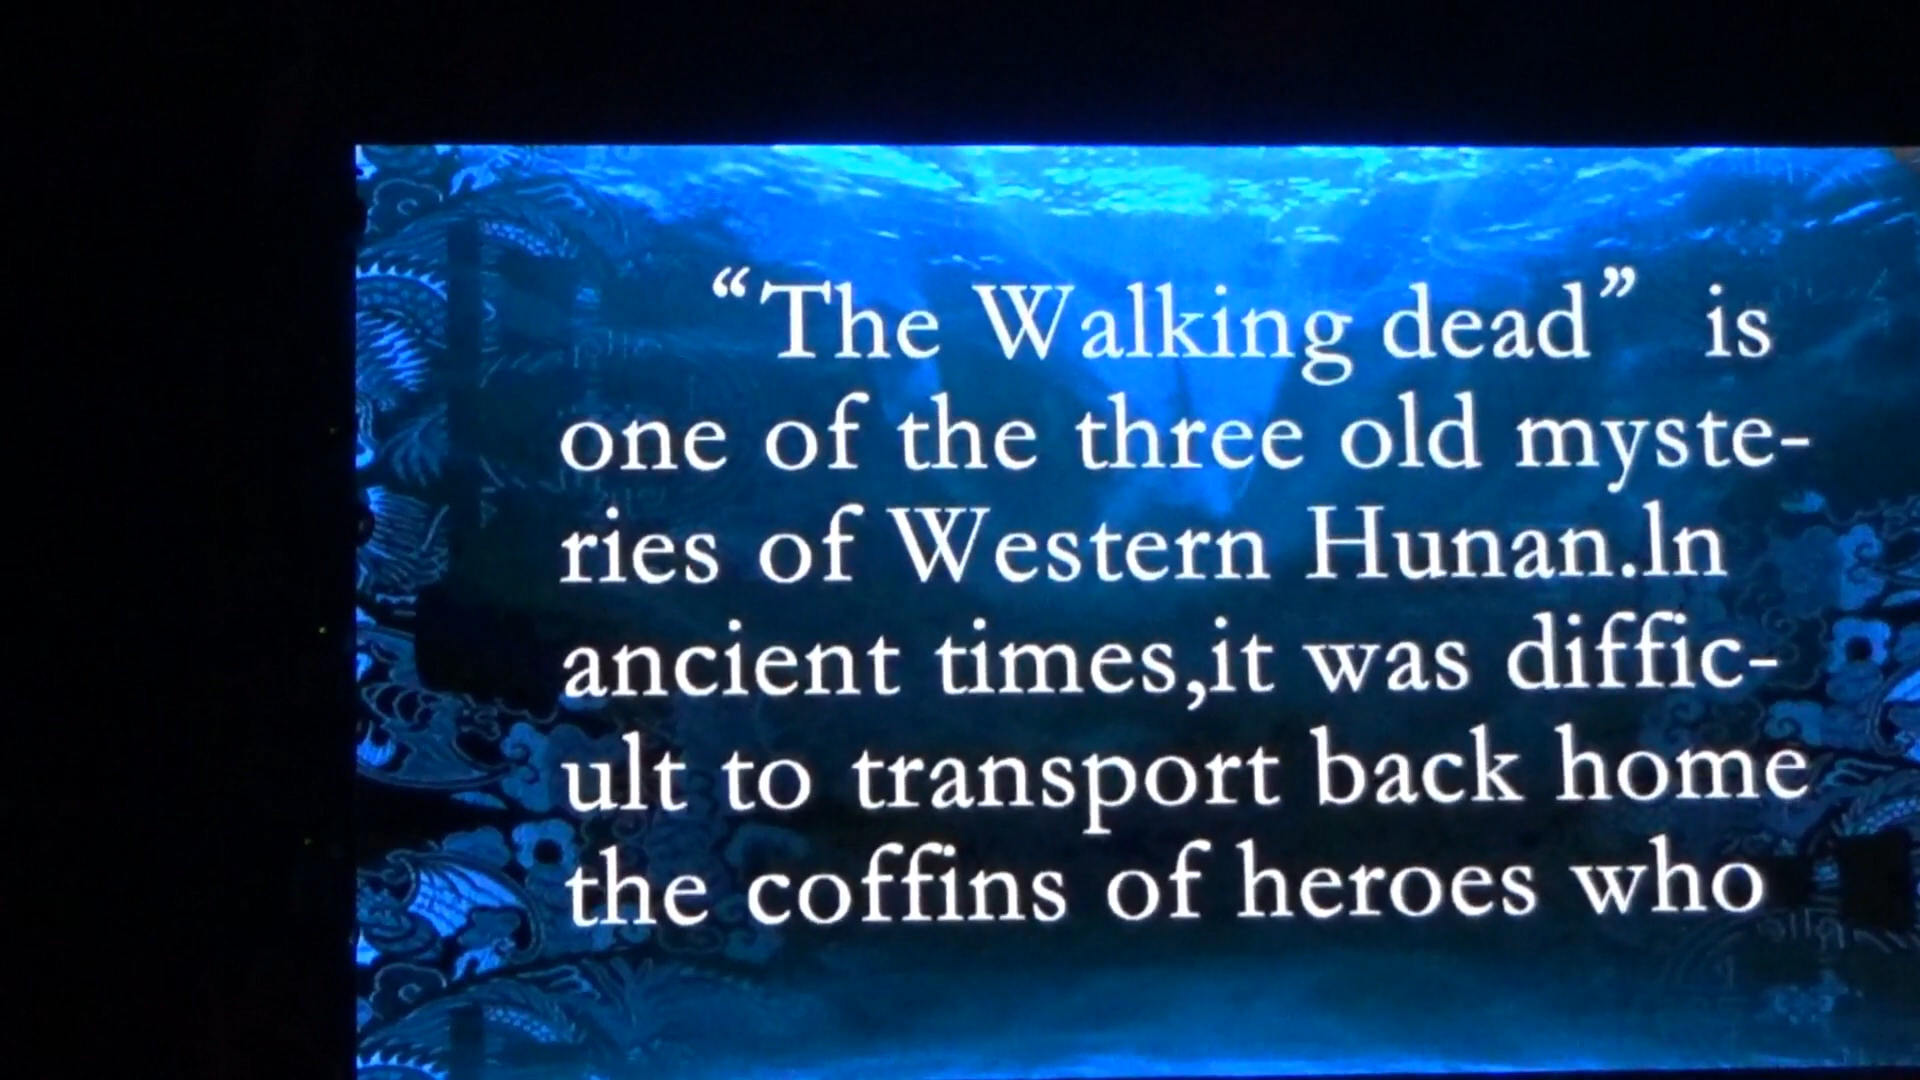 “The Walking dead” is
one of the three old myste-
ries of Western Hunan.ln
ancient times,it was diffic-
ult to transport back home
the coffins of heroes who